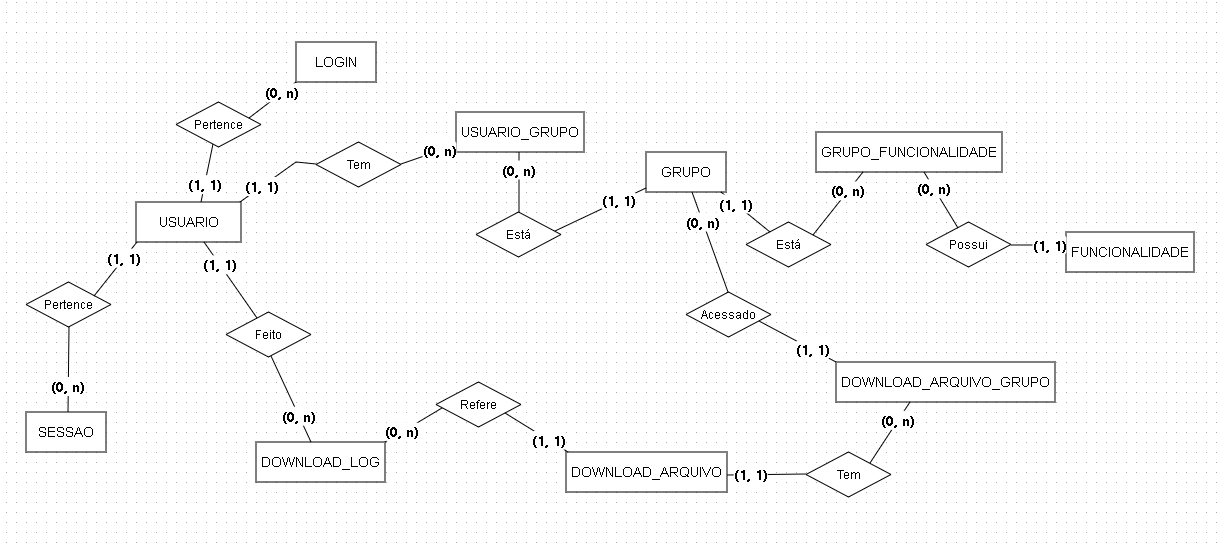 LOGIN
(0, n)
Pertence
USUARIO_GRUPO
GRUPO_FUNCIONALIDADE
(0, n)
Tem
GRUPO
(0, n)
(1, 1)
(1, 1)
(0, n)
(0, n)
(1, 1)
(1, 1)
USUARIO
(0, n)
Está
Está
Possui
(1, 1)
FUNCIONALIDADE
(1, 1)
(1, 1)
Pertence
Acessado
Feito
(1, 1)
DOWNLOAD_ARQUIVO_GRUPO
(0, n)
Refere
(0, n)
(0, n)
(0, n)
SESSAO
(1, 1)
DOWNLOAD_LOG
DOWNLOAD_ARQUIVO
(1, 1)
Tem